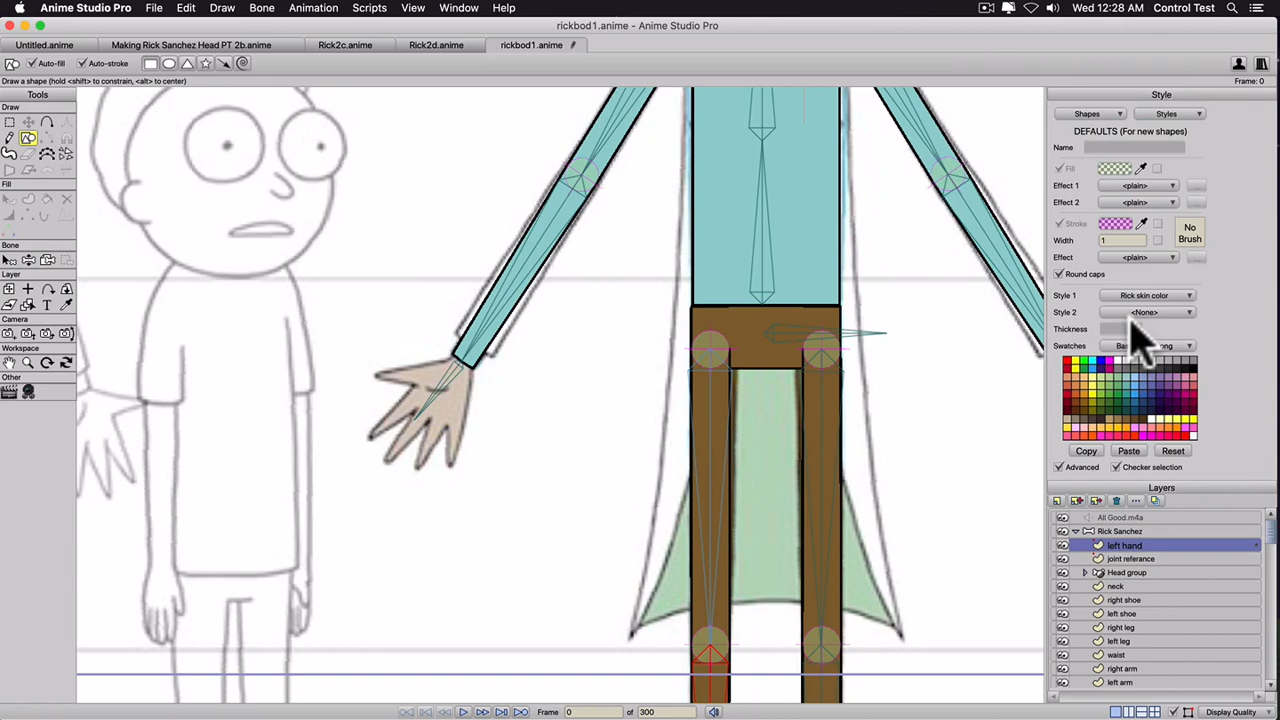 Anime Studio Pro File Edit Draw Bone Animation Scripts View Window Help Wed 12:28 AM Control Test
rickbod1.anime - Anime Studio Pro
Untitled.anime Making Rick Sanchez Head PT 2b.anime Rick2c.anime Rick2d.anime rickbod1.anime
Auto-fill Auto-stroke
Draw a shape (hold <shift> to constrain, <alt> to center) Frame: 0
Tools
Draw
Fill
Bone
Layer
Camera
Workspace
Other
Style
Shapes Styles
DEFAULTS (For new shapes)
Name
Fill
Effect 1 <plain> ...
Effect 2 <plain> ...
Stroke
No Brush
Width 1
Effect <plain> ...
Round caps
Style 1 Rick skin color
Style 2 <None>
Thickness
Swatches
Copy Paste Reset
Advanced Checker selection
Layers
All Good.m4a
Rick Sanchez
left hand
joint referance
Head group
neck
right shoe
left shoe
right leg
left leg
waist
right arm
left arm
Frame 0 of 300 Display Quality